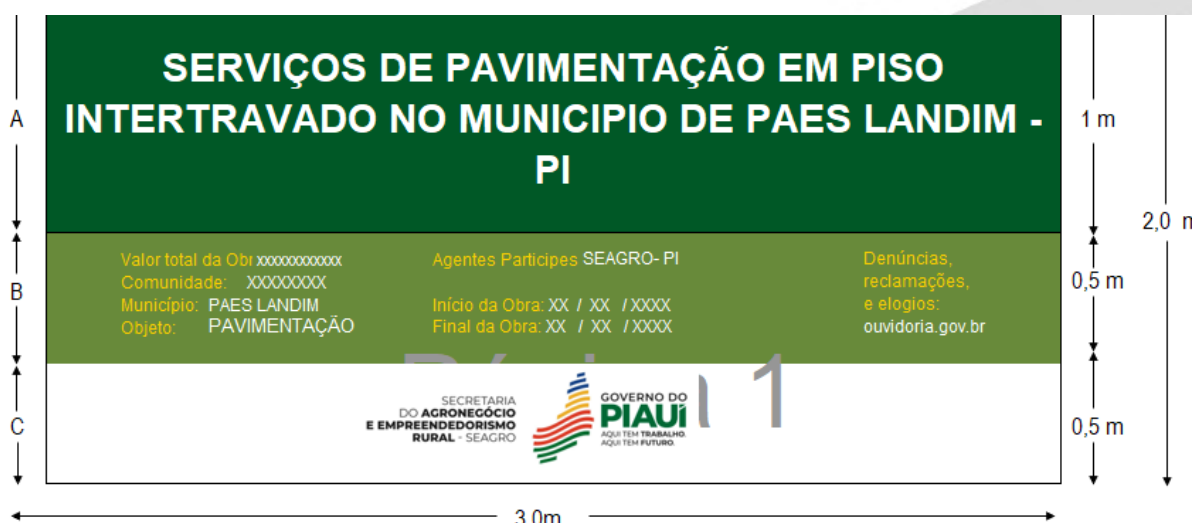 SERVIÇOS DE PAVIMENTAÇÃO EM PISO
INTERTRAVADO NO MUNICIPIO DE PAES LANDIM -
PI
A
1 m
2,0 m
B
0,5 m
Valor total da Obr xxxxxxxxxxxx
Comunidade: XXXXXXXX
Município: PAES LANDIM
Objeto: PAVIMENTAÇÃO
Agentes Participes SEAGRO- PI
Início da Obra: XX / XX / XXXX
Final da Obra: XX / XX / XXXX
Denúncias,
reclamações,
e elogios:
ouvidoria.gov.br
C
0,5 m
SECRETARIA
DO AGRONEGÓCIO
E EMPREENDEDORISMO
RURAL - SEAGRO
GOVERNO DO
PIAUÍ
AQUI TEM TRABALHO.
AQUI TEM FUTURO.
1
3,0m